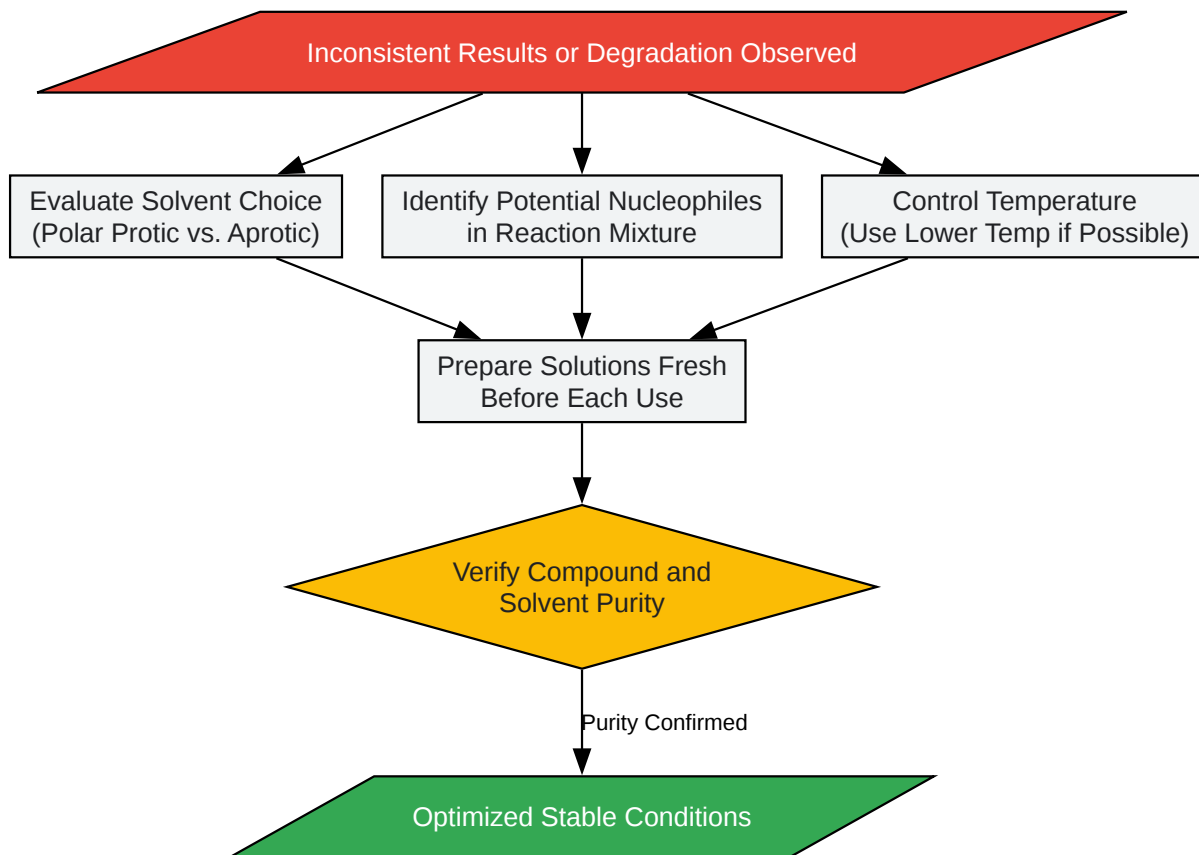 Inconsistent Results or Degradation Observed
Evaluate Solvent Choice
(Polar Protic vs. Aprotic)
Identify Potential Nucleophiles
in Reaction Mixture
Control Temperature
(Use Lower Temp if Possible)
Prepare Solutions Fresh
Before Each Use
Verify Compound and
Solvent Purity
Purity Confirmed
Optimized Stable Conditions